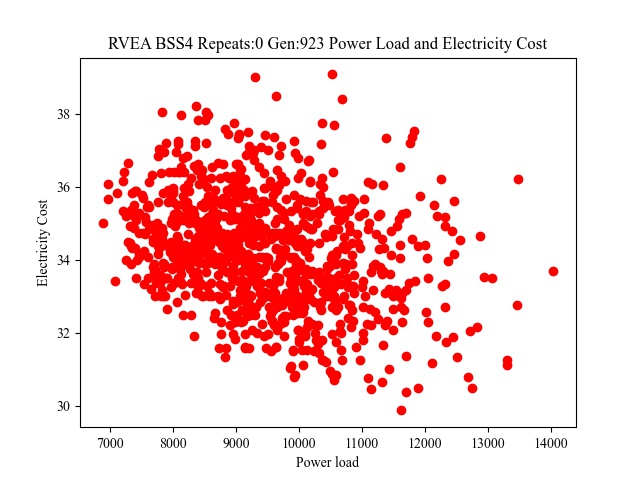 RVEA BSS4 Repeats:0 Gen:923 Power Load and Electricity Cost
Electricity Cost
38
36
34
32
30
7000 8000 9000 10000 11000 12000 13000 14000
Power load